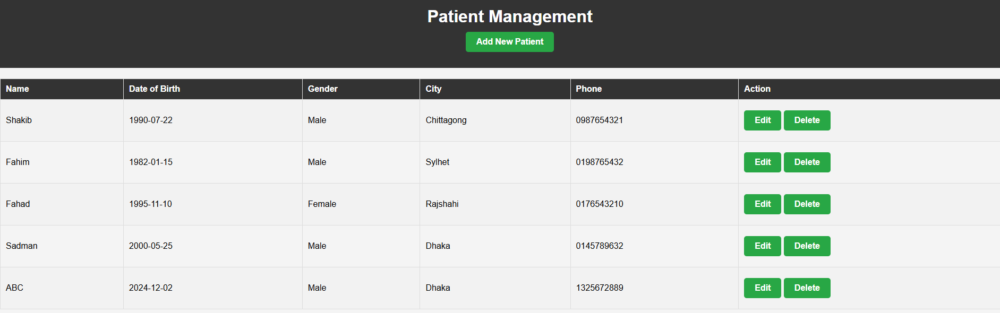 Patient Management
Add New Patient
Name Date of Birth Gender City Phone Action
Shakib 1990-07-22 Male Chittagong 0987654321 Edit Delete
Fahim 1982-01-15 Male Sylhet 0198765432 Edit Delete
Fahad 1995-11-10 Female Rajshahi 0176543210 Edit Delete
Sadman 2000-05-25 Male Dhaka 0145789632 Edit Delete
ABC 2024-12-02 Male Dhaka 1325672889 Edit Delete